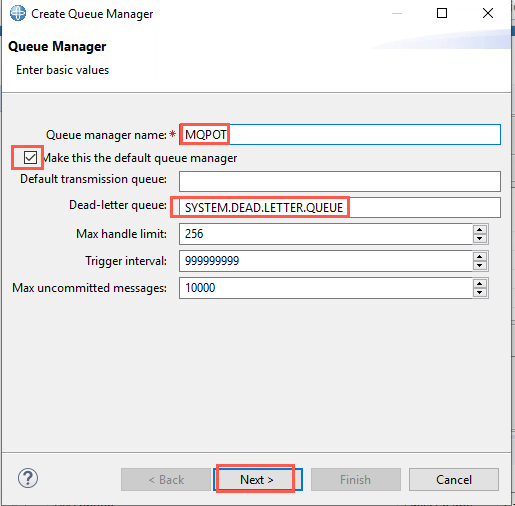 Create Queue Manager
Queue Manager
Enter basic values
Queue manager name:* MQPOT
Make this the default queue manager
Default transmission queue:
Dead-letter queue: SYSTEM.DEAD.LETTER.QUEUE
Max handle limit: 256
Trigger interval: 999999999
Max uncommitted messages: 10000
? < Back Next > Finish Cancel